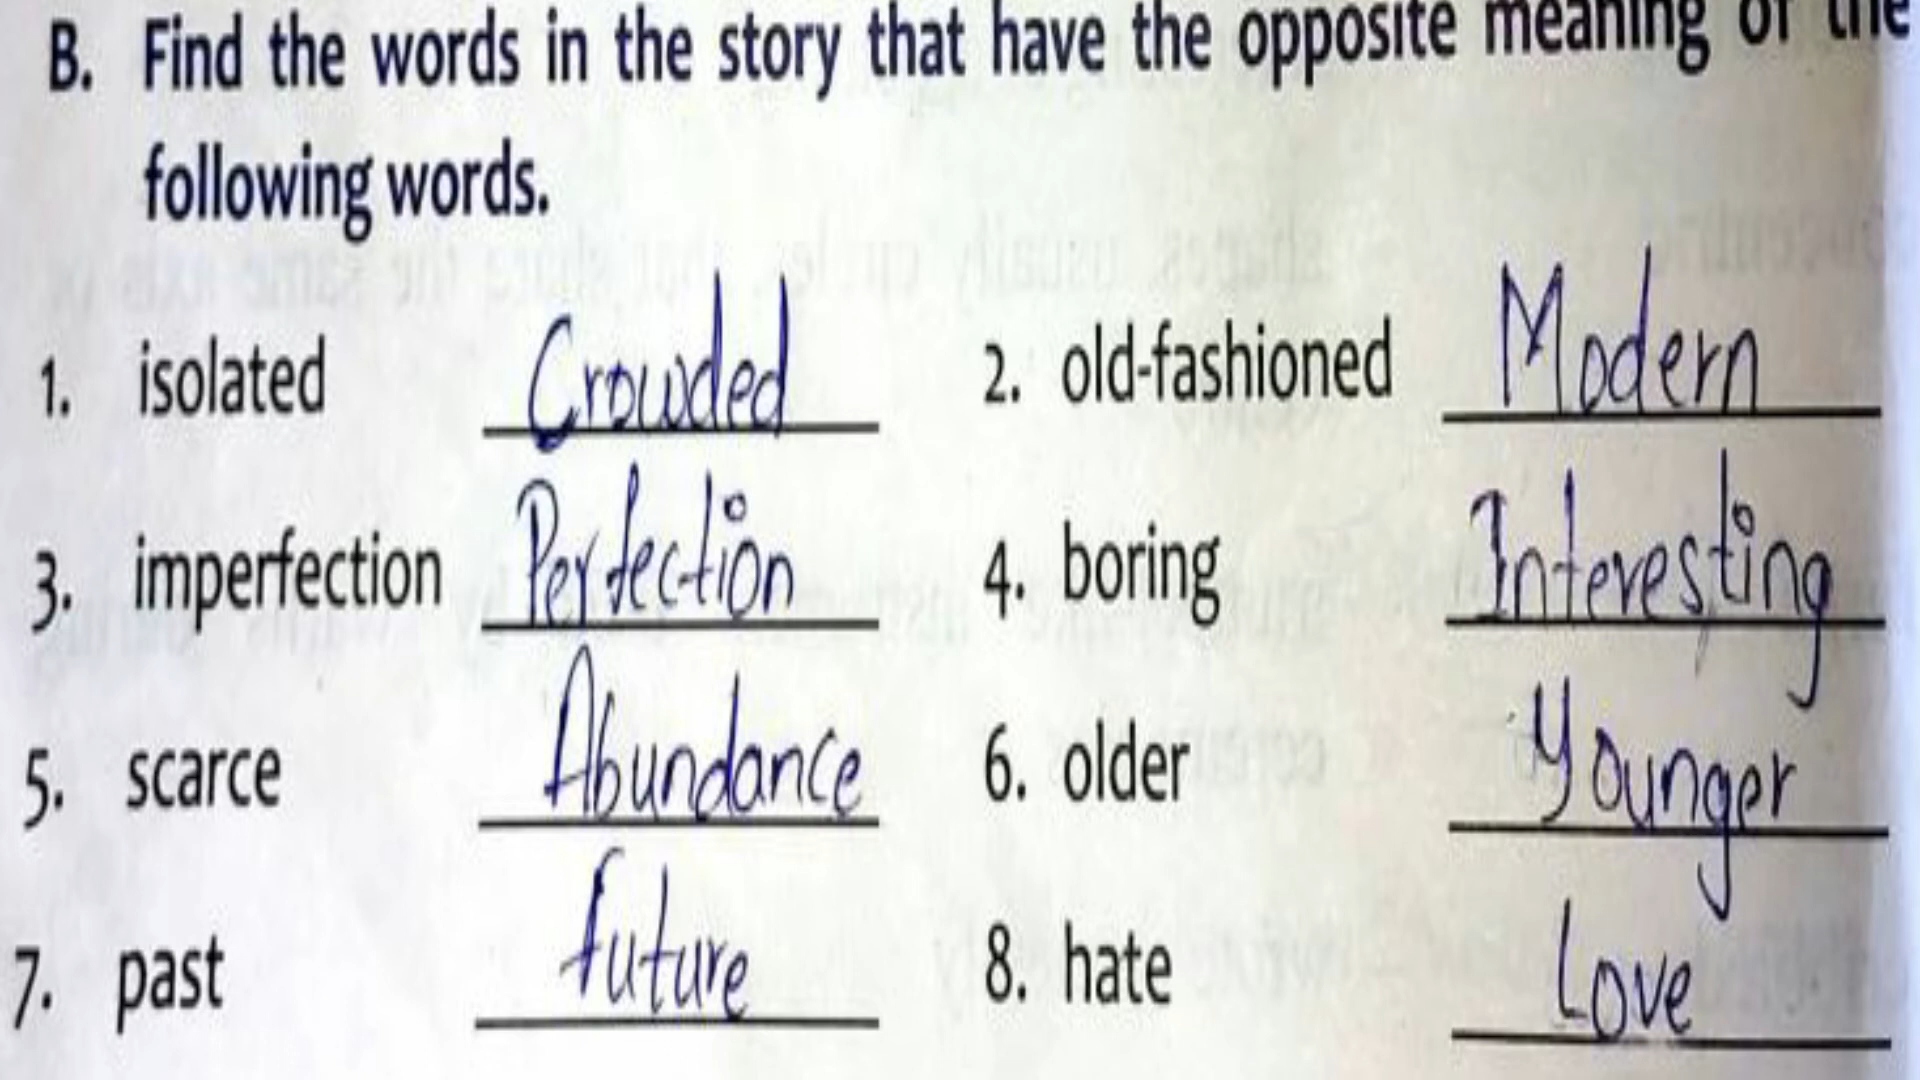 B. Find the words in the story that have the opposite meaning of the
following words.
1. isolated Crowded 2. old-fashioned Modern
3. imperfection Perfection 4. boring Interesting
5. scarce Abundance 6. older Younger
7. past future 8. hate Love